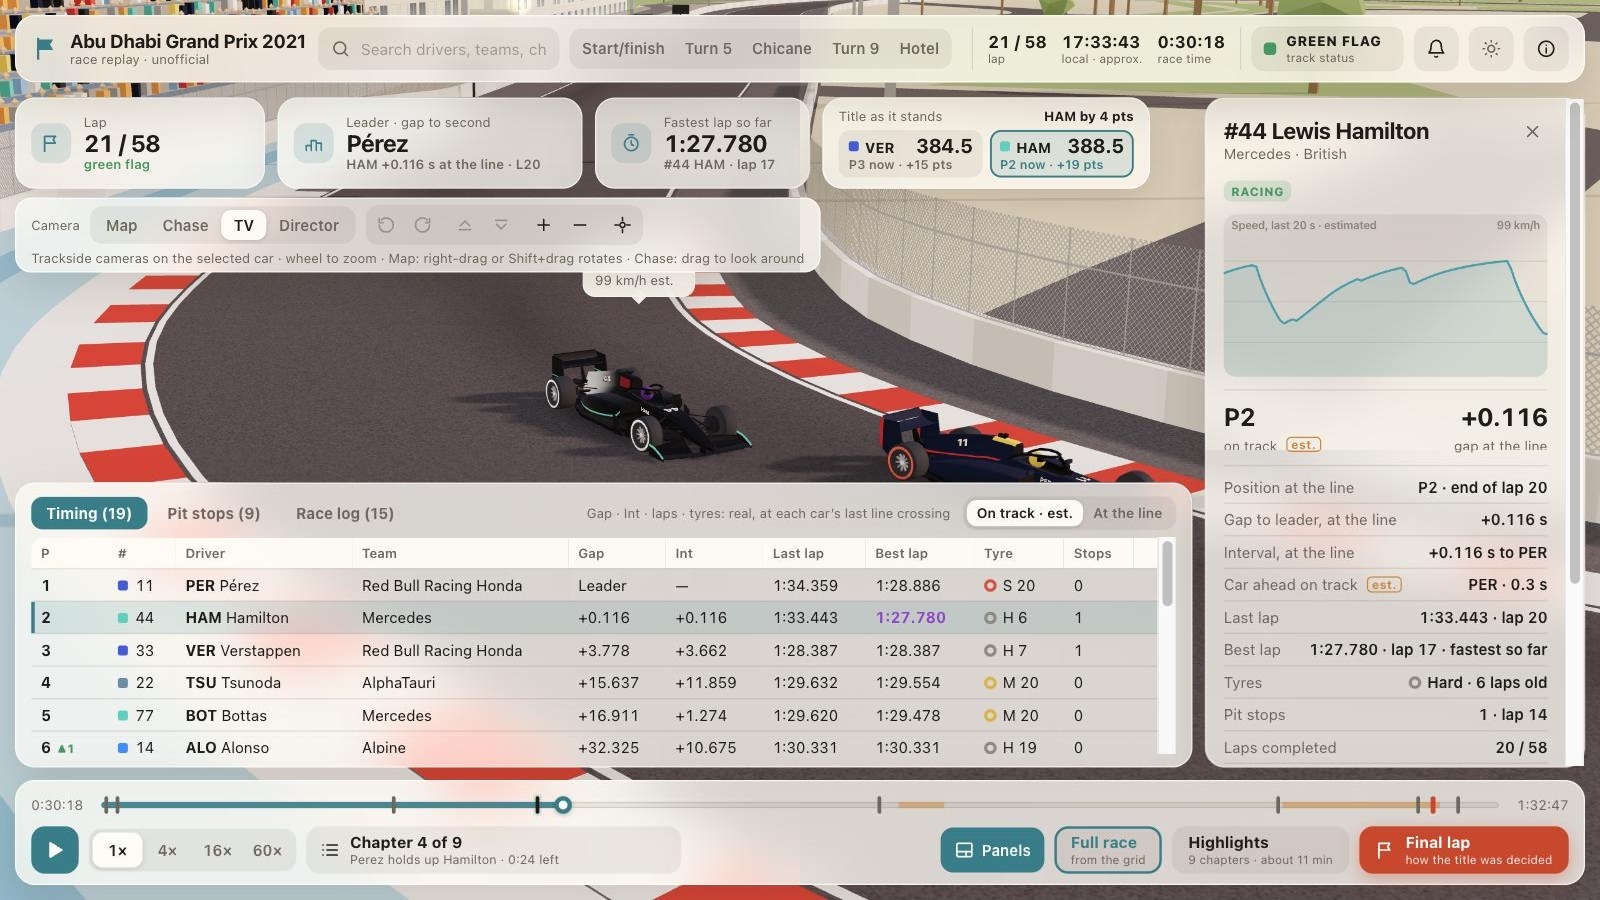 Abu Dhabi Grand Prix 2021
race replay · unofficial
Search drivers, teams, ch
Start/finish Turn 5 Chicane Turn 9 Hotel
21 / 58 17:33:43 0:30:18
lap local · approx. race time
GREEN FLAG
track status
Lap
21 / 58
green flag
Leader · gap to second
Pérez
HAM +0.116 s at the line · L20
Fastest lap so far
1:27.780
#44 HAM · lap 17
Title as it stands HAM by 4 pts
VER 384.5 HAM 388.5
P3 now · +15 pts P2 now · +19 pts
Camera Map Chase TV Director
Trackside cameras on the selected car · wheel to zoom · Map: right-drag or Shift+drag rotates · Chase: drag to look around
99 km/h est.
11
#44 Lewis Hamilton
Mercedes · British
RACING
Speed, last 20 s · estimated 99 km/h
P2 +0.116
on track est. gap at the line
Position at the line P2 · end of lap 20
Gap to leader, at the line +0.116 s
Interval, at the line +0.116 s to PER
Car ahead on track est. PER · 0.3 s
Last lap 1:33.443 · lap 20
Best lap 1:27.780 · lap 17 · fastest so far
Tyres Hard · 6 laps old
Pit stops 1 · lap 14
Laps completed 20 / 58
Timing (19) Pit stops (9) Race log (15) Gap · Int · laps · tyres: real, at each car's last line crossing On track · est. At the line
P # Driver Team Gap Int Last lap Best lap Tyre Stops
1 11 PER Pérez Red Bull Racing Honda Leader — 1:34.359 1:28.886 S 20 0
2 44 HAM Hamilton Mercedes +0.116 +0.116 1:33.443 1:27.780 H 6 1
3 33 VER Verstappen Red Bull Racing Honda +3.778 +3.662 1:28.387 1:28.387 H 7 1
4 22 TSU Tsunoda AlphaTauri +15.637 +11.859 1:29.632 1:29.554 M 20 0
5 77 BOT Bottas Mercedes +16.911 +1.274 1:29.620 1:29.478 M 20 0
6 ▲1 14 ALO Alonso Alpine +32.325 +10.675 1:30.331 1:30.331 H 19 0
0:30:18 1:32:47
1× 4× 16× 60×
Chapter 4 of 9
Perez holds up Hamilton · 0:24 left
Panels
Full race
from the grid
Highlights
9 chapters · about 11 min
Final lap
how the title was decided